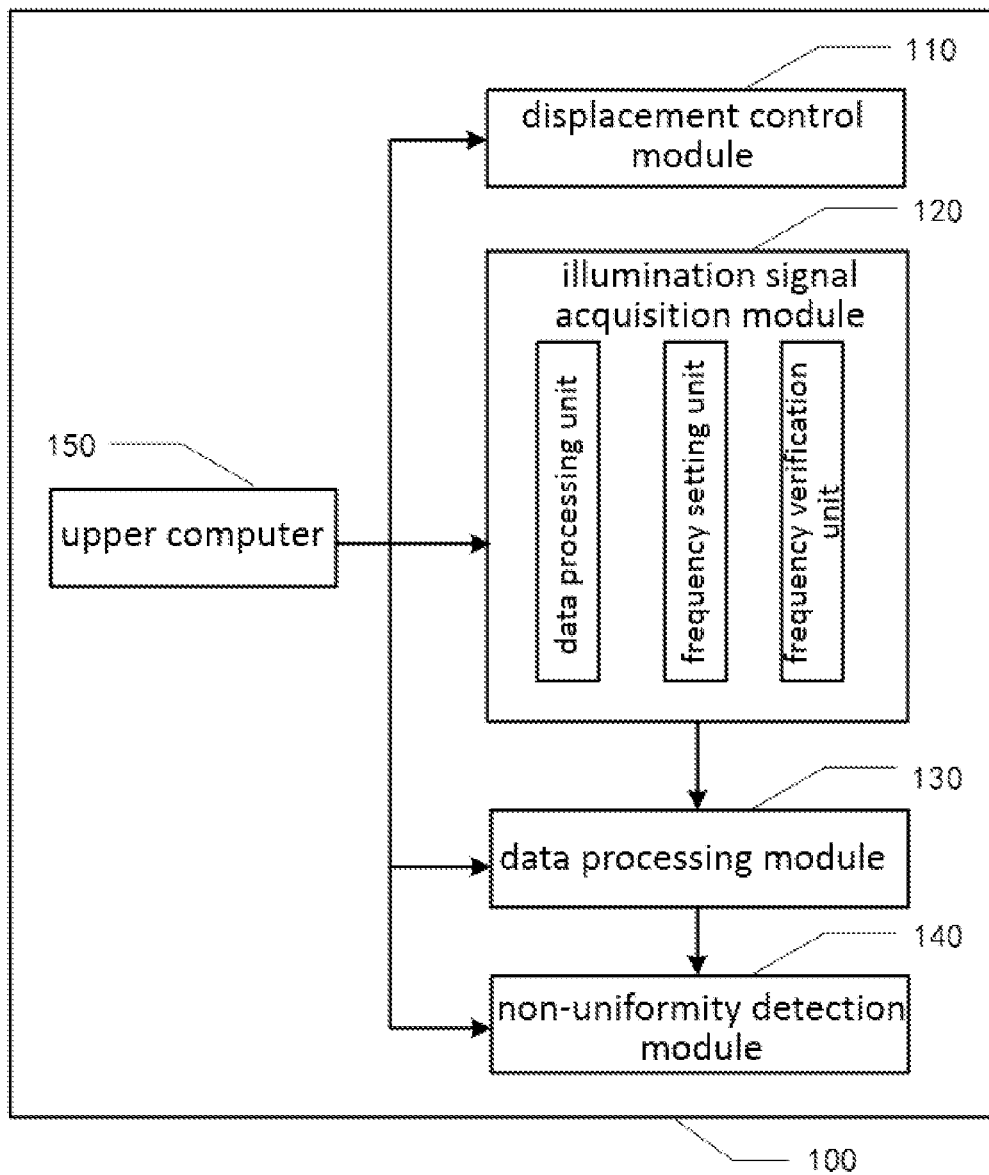 110
displacement control
module
120
illumination signal
acquisition module
data processing unit
frequency setting unit
frequency verification
unit
150
upper computer
130
data processing module
140
non-uniformity detection
module
100